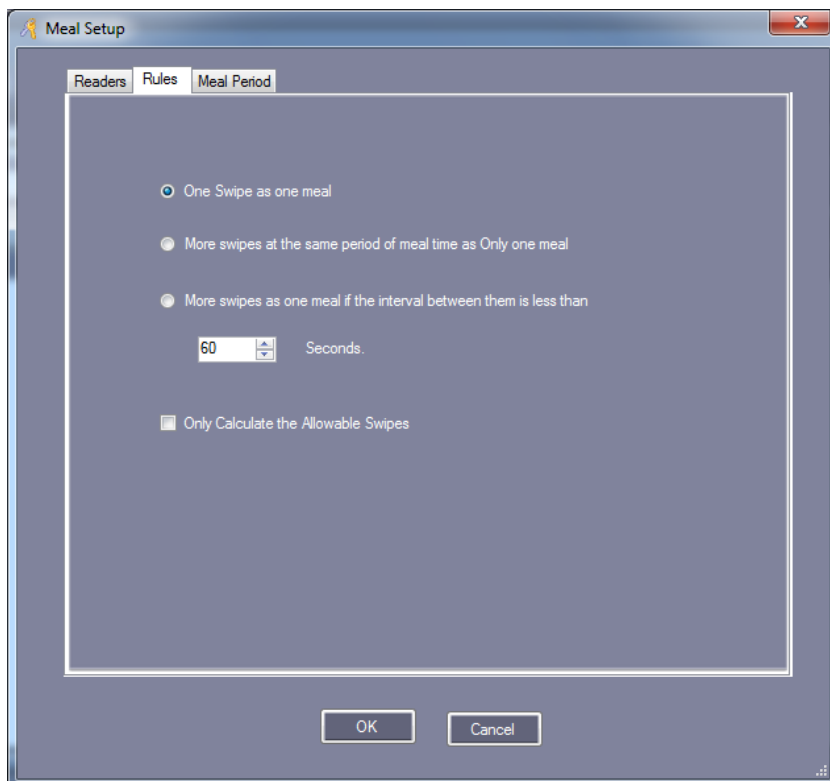 Meal Setup
Readers Rules Meal Period
One Swipe as one meal
More swipes at the same period of meal time as Only one meal
More swipes as one meal if the interval between them is less than
60 Seconds.
Only Calculate the Allowable Swipes
OK Cancel